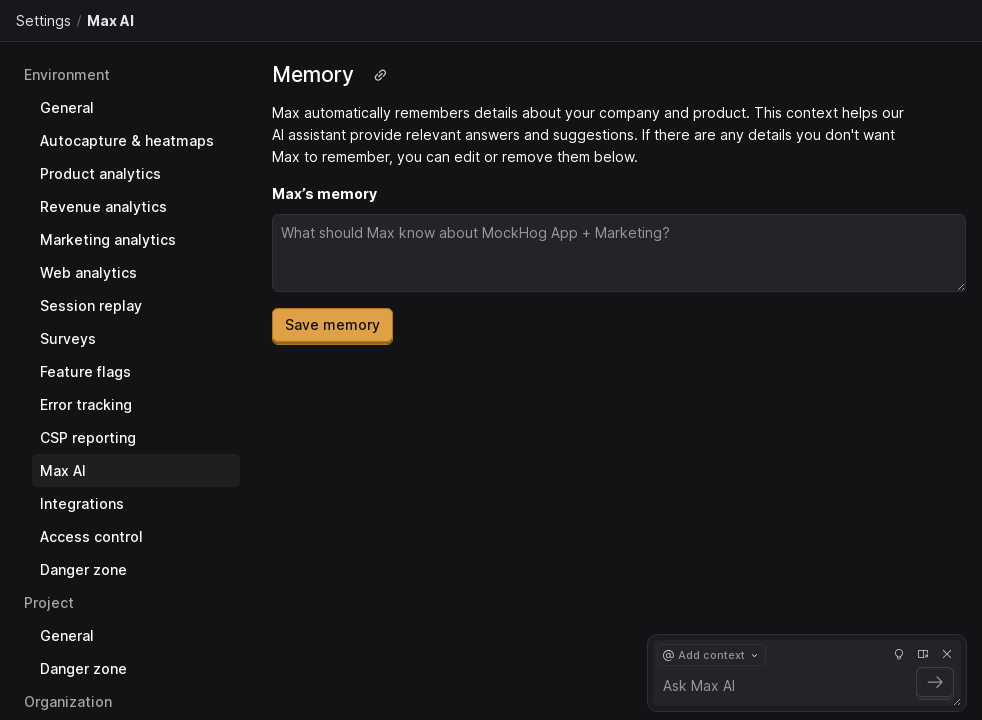 Settings / Max AI
Environment
General
Autocapture & heatmaps
Product analytics
Revenue analytics
Marketing analytics
Web analytics
Session replay
Surveys
Feature flags
Error tracking
CSP reporting
Max AI
Integrations
Access control
Danger zone
Project
General
Danger zone
Organization
Memory
Max automatically remembers details about your company and product. This context helps our
AI assistant provide relevant answers and suggestions. If there are any details you don't want
Max to remember, you can edit or remove them below.
Max’s memory
What should Max know about MockHog App + Marketing?
Save memory
@ Add context
Ask Max AI